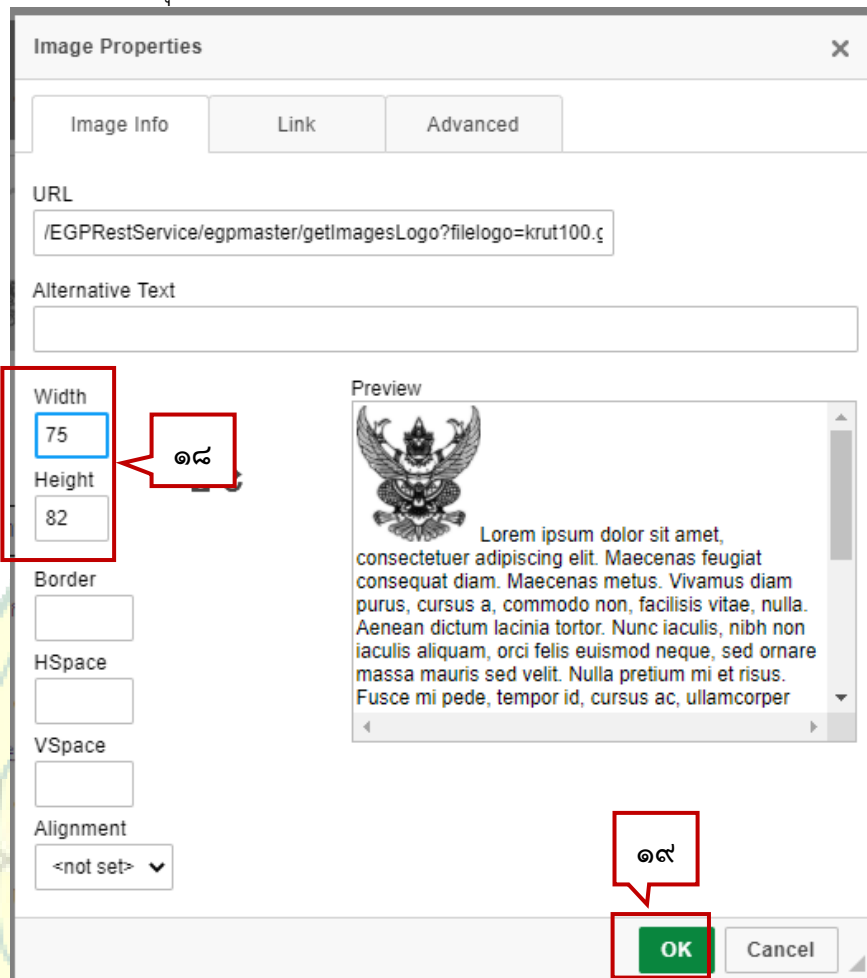 Image Properties
Image Info Link Advanced
URL
/EGPRestService/egpmaster/getImagesLogo?filelogo=krut100.g
Alternative Text
Width
75
๑๘
Height
82
Preview
Lorem ipsum dolor sit amet,
consectetuer adipiscing elit. Maecenas feugiat
consequat diam. Maecenas metus. Vivamus diam
purus, cursus a, commodo non, facilisis vitae, nulla.
Aenean dictum lacinia tortor. Nunc iaculis, nibh non
iaculis aliquam, orci felis euismod neque, sed ornare
massa mauris sed velit. Nulla pretium mi et risus.
Fusce mi pede, tempor id, cursus ac, ullamcorper
Border
HSpace
VSpace
Alignment
<not set>
๑๙
OK Cancel